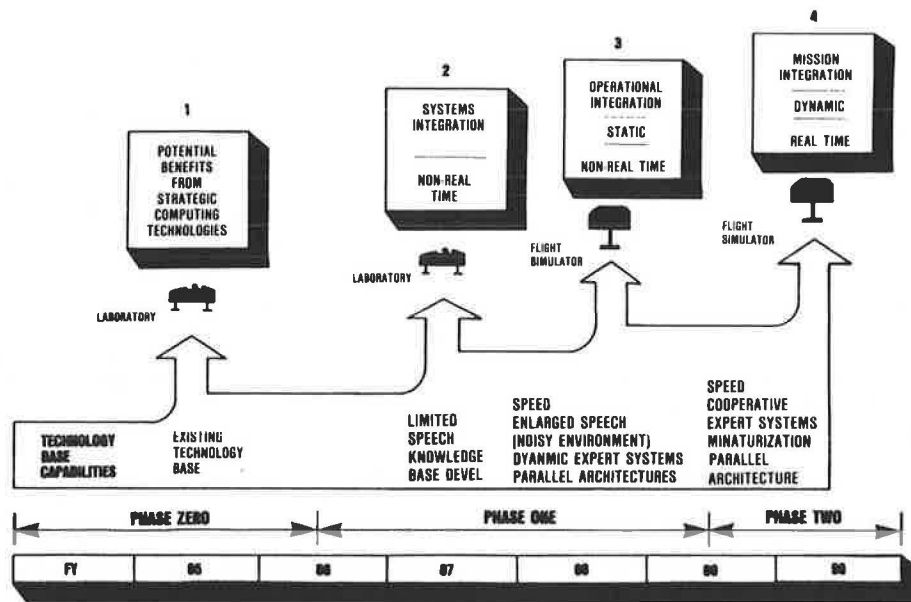 1
POTENTIAL
BENEFITS
FROM
STRATEGIC
COMPUTING
TECHNOLOGIES
LABORATORY
2
SYSTEMS
INTEGRATION
NON-REAL
TIME
LABORATORY
3
OPERATIONAL
INTEGRATION
STATIC
NON-REAL TIME
FLIGHT
SIMULATOR
4
MISSION
INTEGRATION
DYNAMIC
REAL TIME
FLIGHT
SIMULATOR
TECHNOLOGY
BASE
CAPABILITIES
EXISTING
TECHNOLOGY
BASE
LIMITED
SPEECH
KNOWLEDGE
BASE DEVEL
SPEED
ENLARGED SPEECH
(NOISY ENVIRONMENT)
DYANMIC EXPERT SYSTEMS
PARALLEL ARCHITECTURES
SPEED
COOPERATIVE
EXPERT SYSTEMS
MINATURIZATION
PARALLEL
ARCHITECTURE
PHASE ZERO
PHASE ONE
PHASE TWO
FY 85 86 87 88 89 90